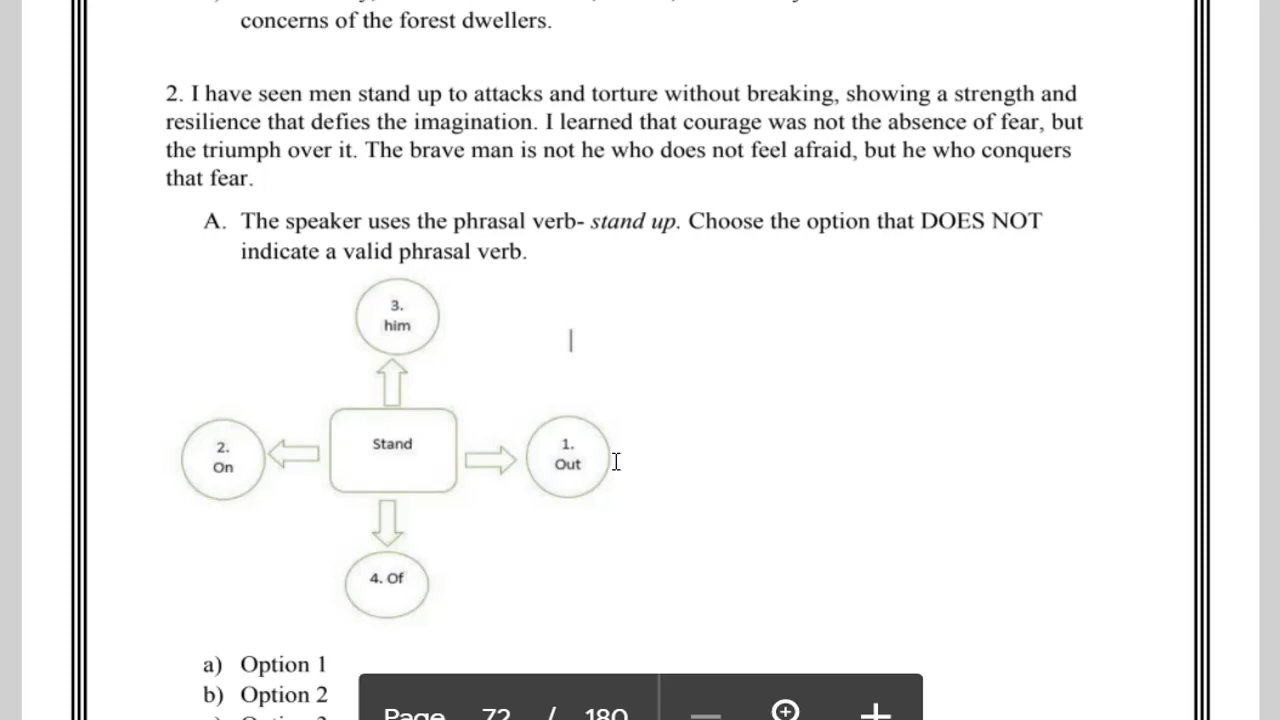 concerns of the forest dwellers.
2. I have seen men stand up to attacks and torture without breaking, showing a strength and
resilience that defies the imagination. I learned that courage was not the absence of fear, but
the triumph over it. The brave man is not he who does not feel afraid, but he who conquers
that fear.
A. The speaker uses the phrasal verb- stand up. Choose the option that DOES NOT
indicate a valid phrasal verb.
3.
him
Stand
2.
On
1.
Out
4. Of
a) Option 1
b) Option 2
Page 72 / 180